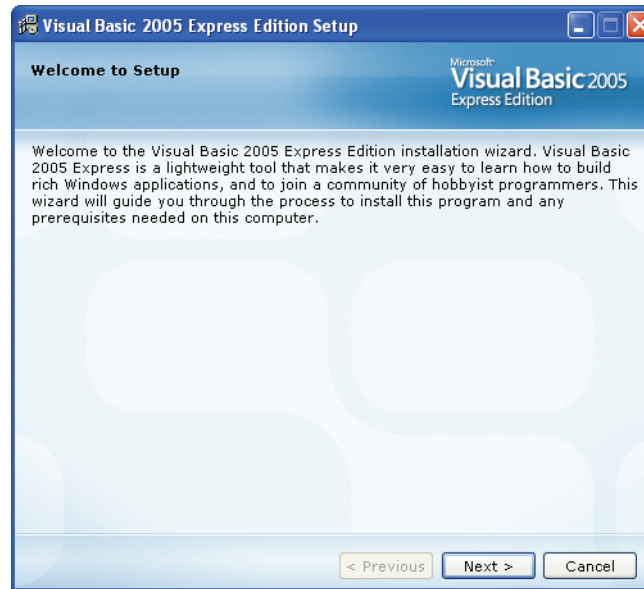 Visual Basic 2005 Express Edition Setup
Welcome to Setup
Microsoft
Visual Basic 2005
Express Edition
Welcome to the Visual Basic 2005 Express Edition installation wizard. Visual Basic
2005 Express is a lightweight tool that makes it very easy to learn how to build
rich Windows applications, and to join a community of hobbyist programmers. This
wizard will guide you through the process to install this program and any
prerequisites needed on this computer.
< Previous Next > Cancel